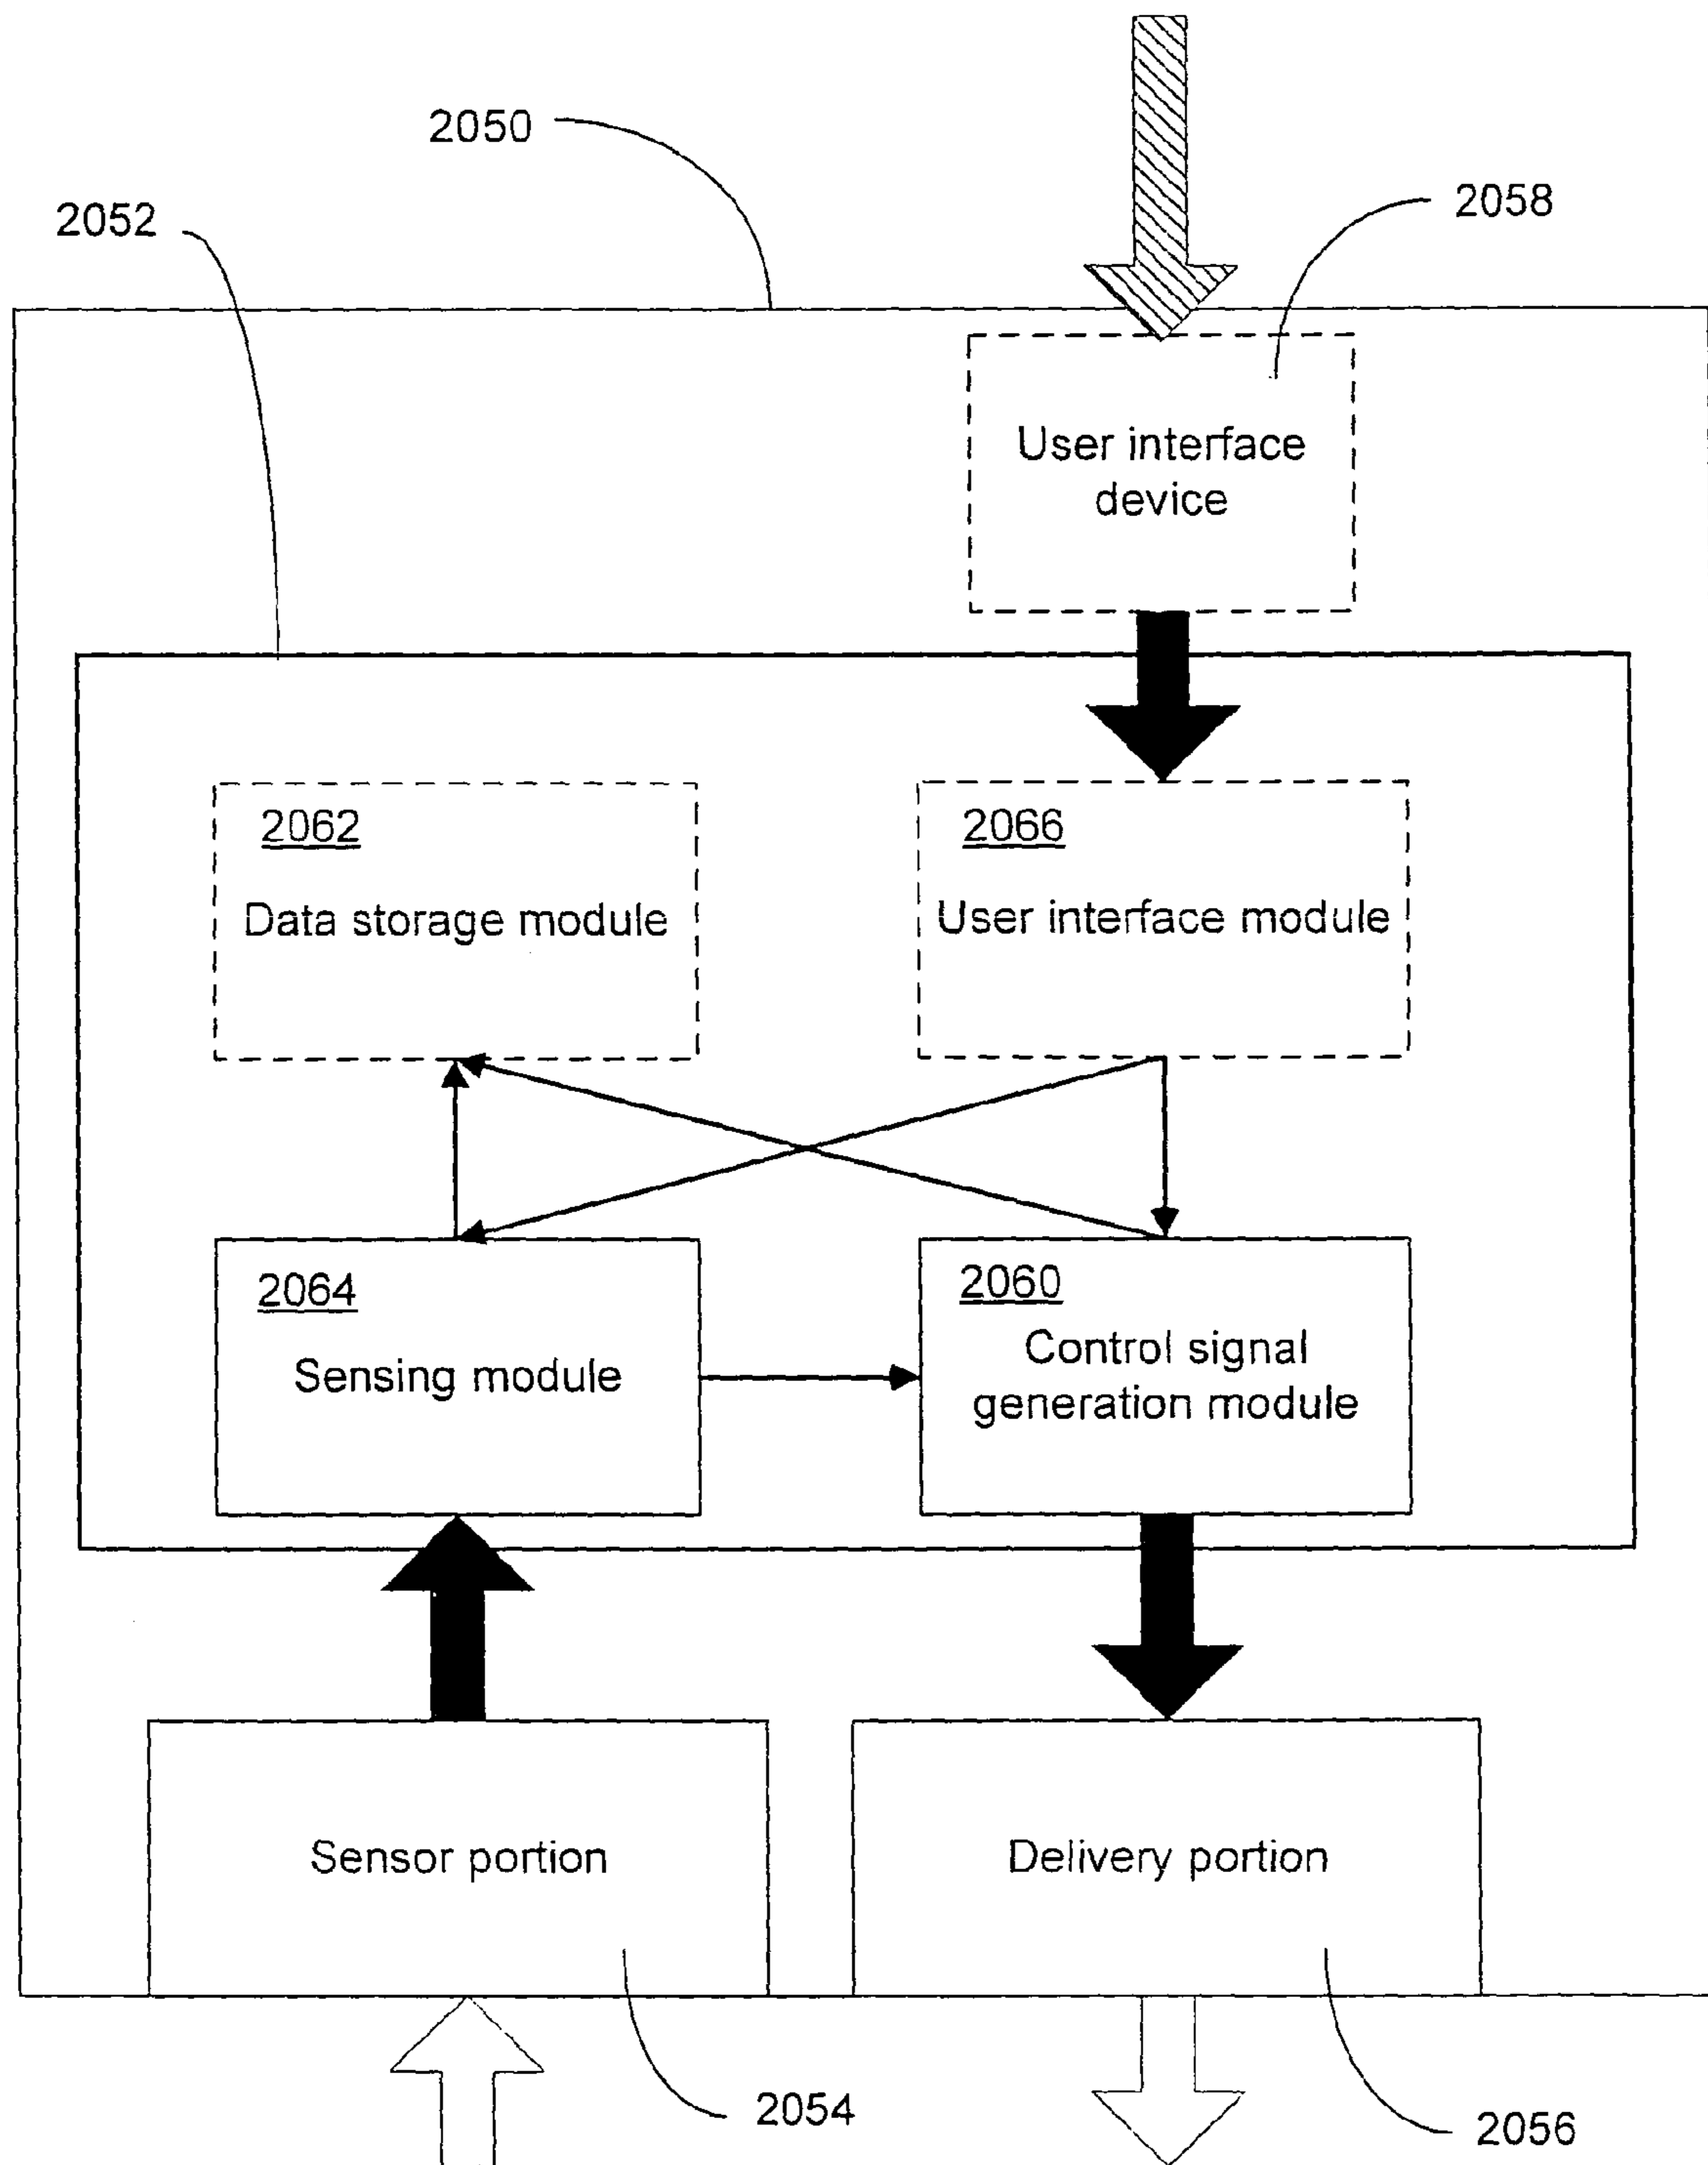 2050
2058
2052
User interface
device
2062
2066
Data storage module
User interface module
2064
2060
Control signal
Sensing module
generation module
Sensor portion
Delivery portion
2054
2056